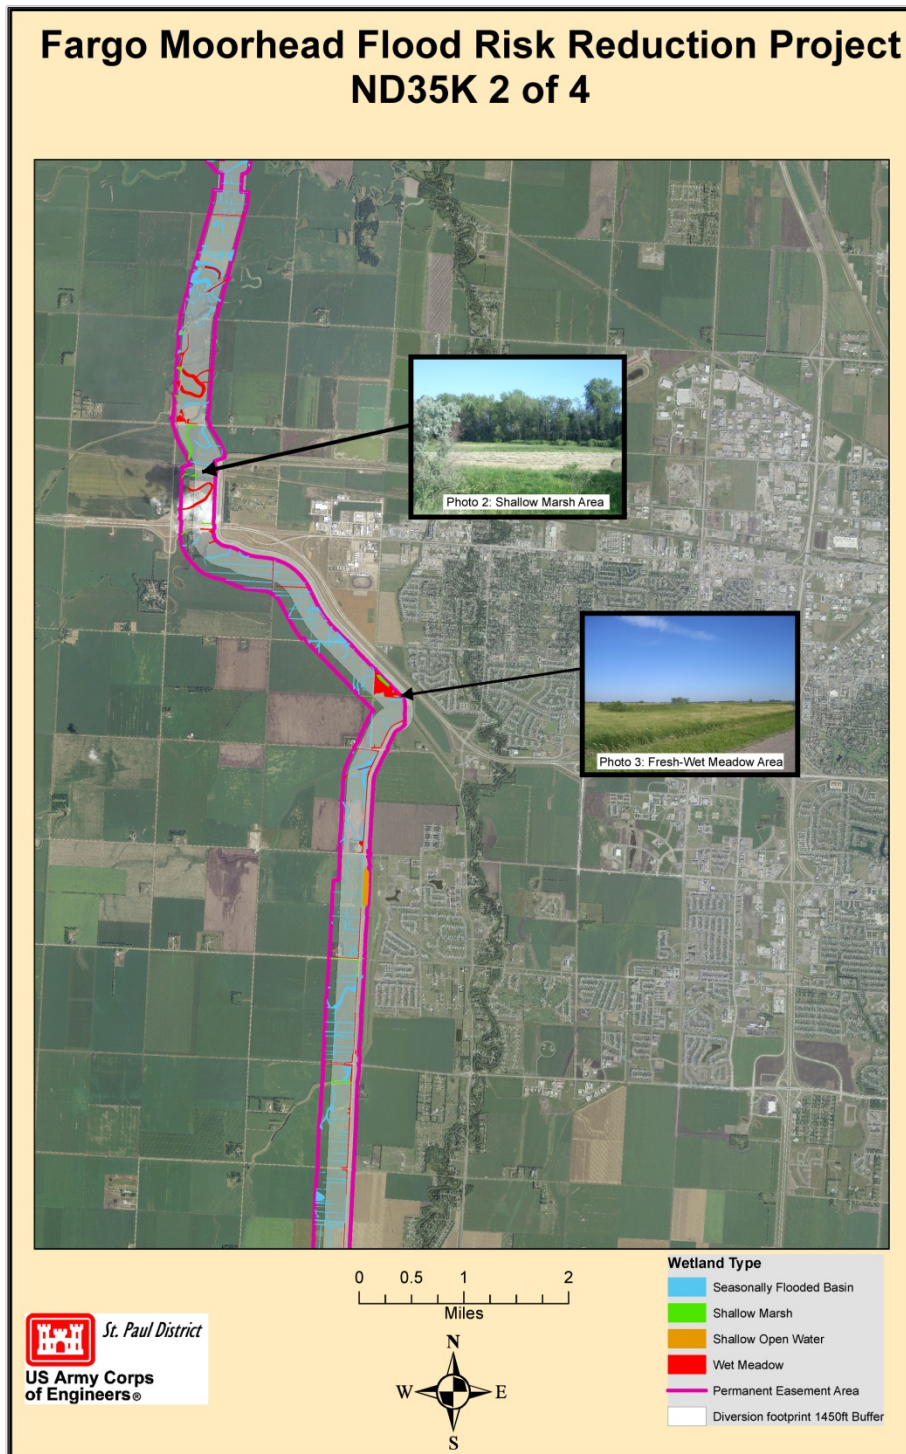 Fargo Moorhead Flood Risk Reduction Project
ND35K 2 of 4
Photo 2: Shallow Marsh Area
Photo 3: Fresh-Wet Meadow Area
0 0.5 1 2
Miles
N
W E
S
St. Paul District
US Army Corps
of Engineers®
Wetland Type
Seasonally Flooded Basin
Shallow Marsh
Shallow Open Water
Wet Meadow
Permanent Easement Area
Diversion footprint 1450ft Buffer